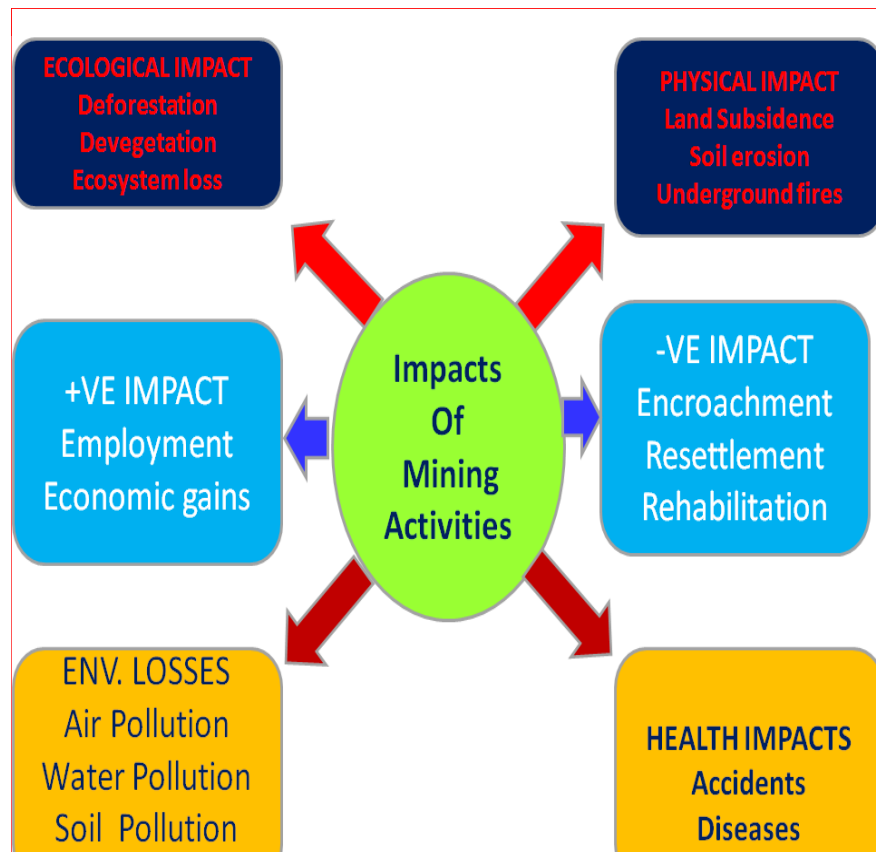 ECOLOGICAL IMPACT
Deforestation
Devegetation
Ecosystem loss
PHYSICAL IMPACT
Land Subsidence
Soil erosion
Underground fires
+VE IMPACT
Employment
Economic gains
Impacts
Of
Mining
Activities
-VE IMPACT
Encroachment
Resettlement
Rehabilitation
ENV. LOSSES
Air Pollution
Water Pollution
Soil Pollution
HEALTH IMPACTS
Accidents
Diseases